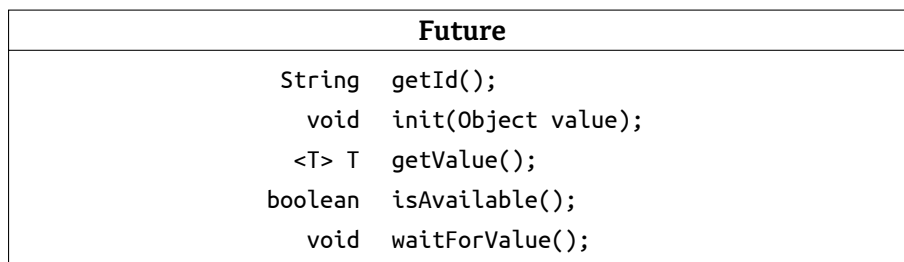 Future
String getId();
void init(Object value);
<T> T getValue();
boolean isAvailable();
void waitForValue();